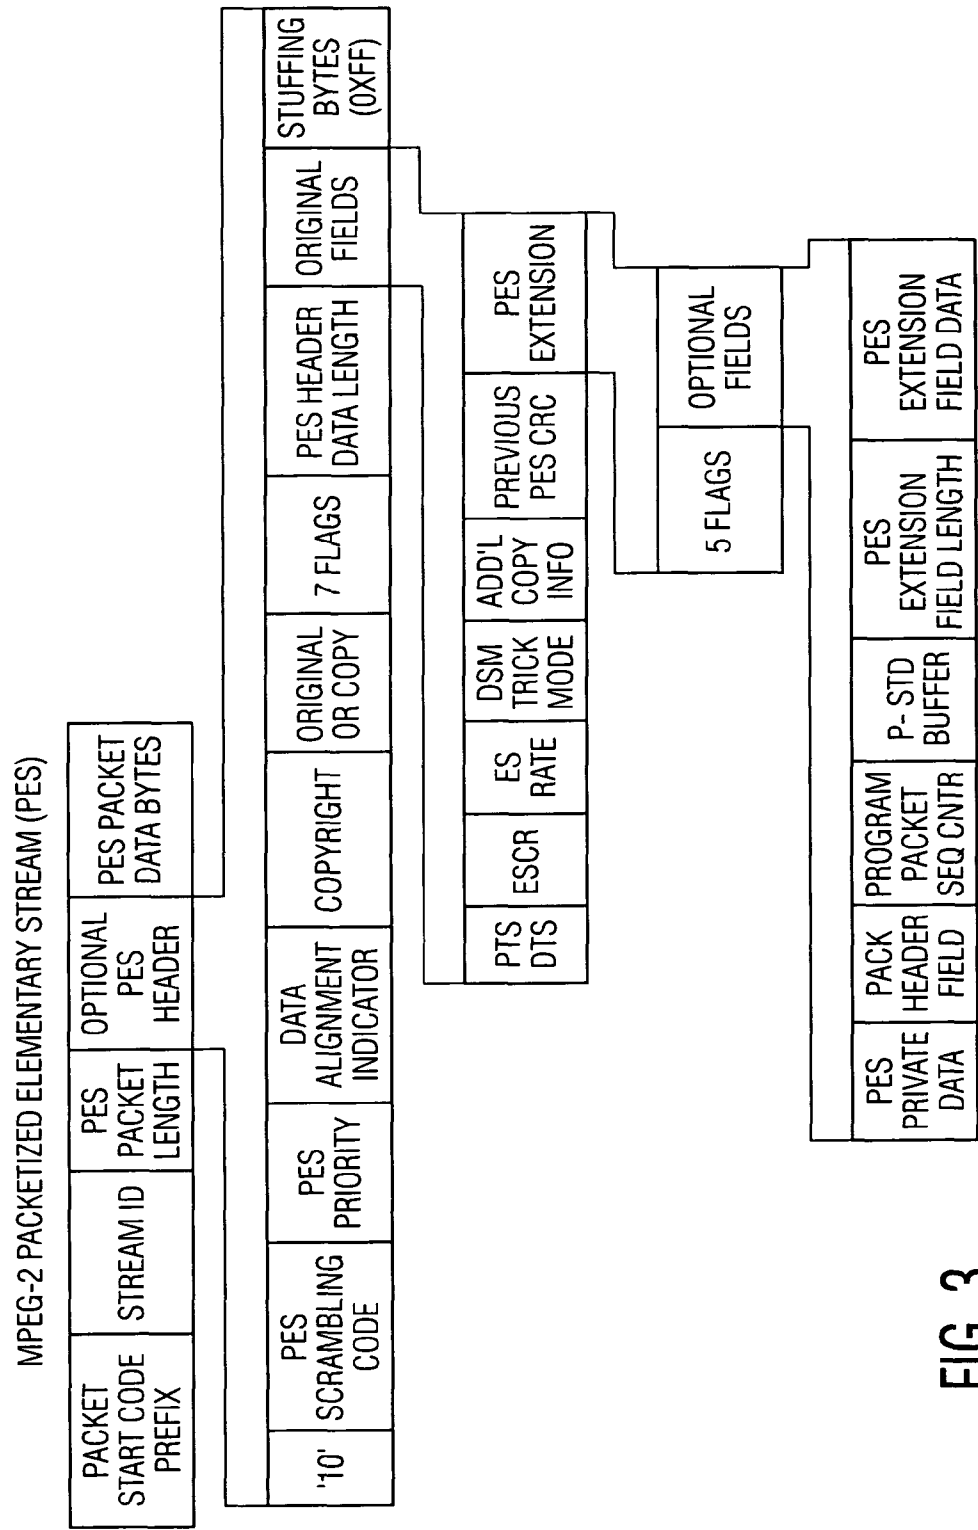 MPEG-2 PACKETIZED ELEMENTARY STREAM (PES)
PACKET
START CODE
PREFIX
STREAM ID
PES
PACKET
LENGTH
OPTIONAL
PES
HEADER
PES PACKET
DATA BYTES
'10'
PES
SCRAMBLING
CODE
PES
PRIORITY
DATA
ALIGNMENT
INDICATOR
COPYRIGHT
ORIGINAL
OR COPY
7 FLAGS
PES HEADER
DATA LENGTH
ORIGINAL
FIELDS
STUFFING
BYTES
(0XFF)
PTS
DTS
ESCR
ES
RATE
DSM
TRICK
MODE
ADD'L
COPY
INFO
PREVIOUS
PES CRC
PES
EXTENSION
5 FLAGS
OPTIONAL
FIELDS
PES
PRIVATE
DATA
PACK
HEADER
FIELD
PROGRAM
PACKET
SEQ CNTR
P- STD
BUFFER
PES
EXTENSION
FIELD LENGTH
PES
EXTENSION
FIELD DATA
FIG. 3